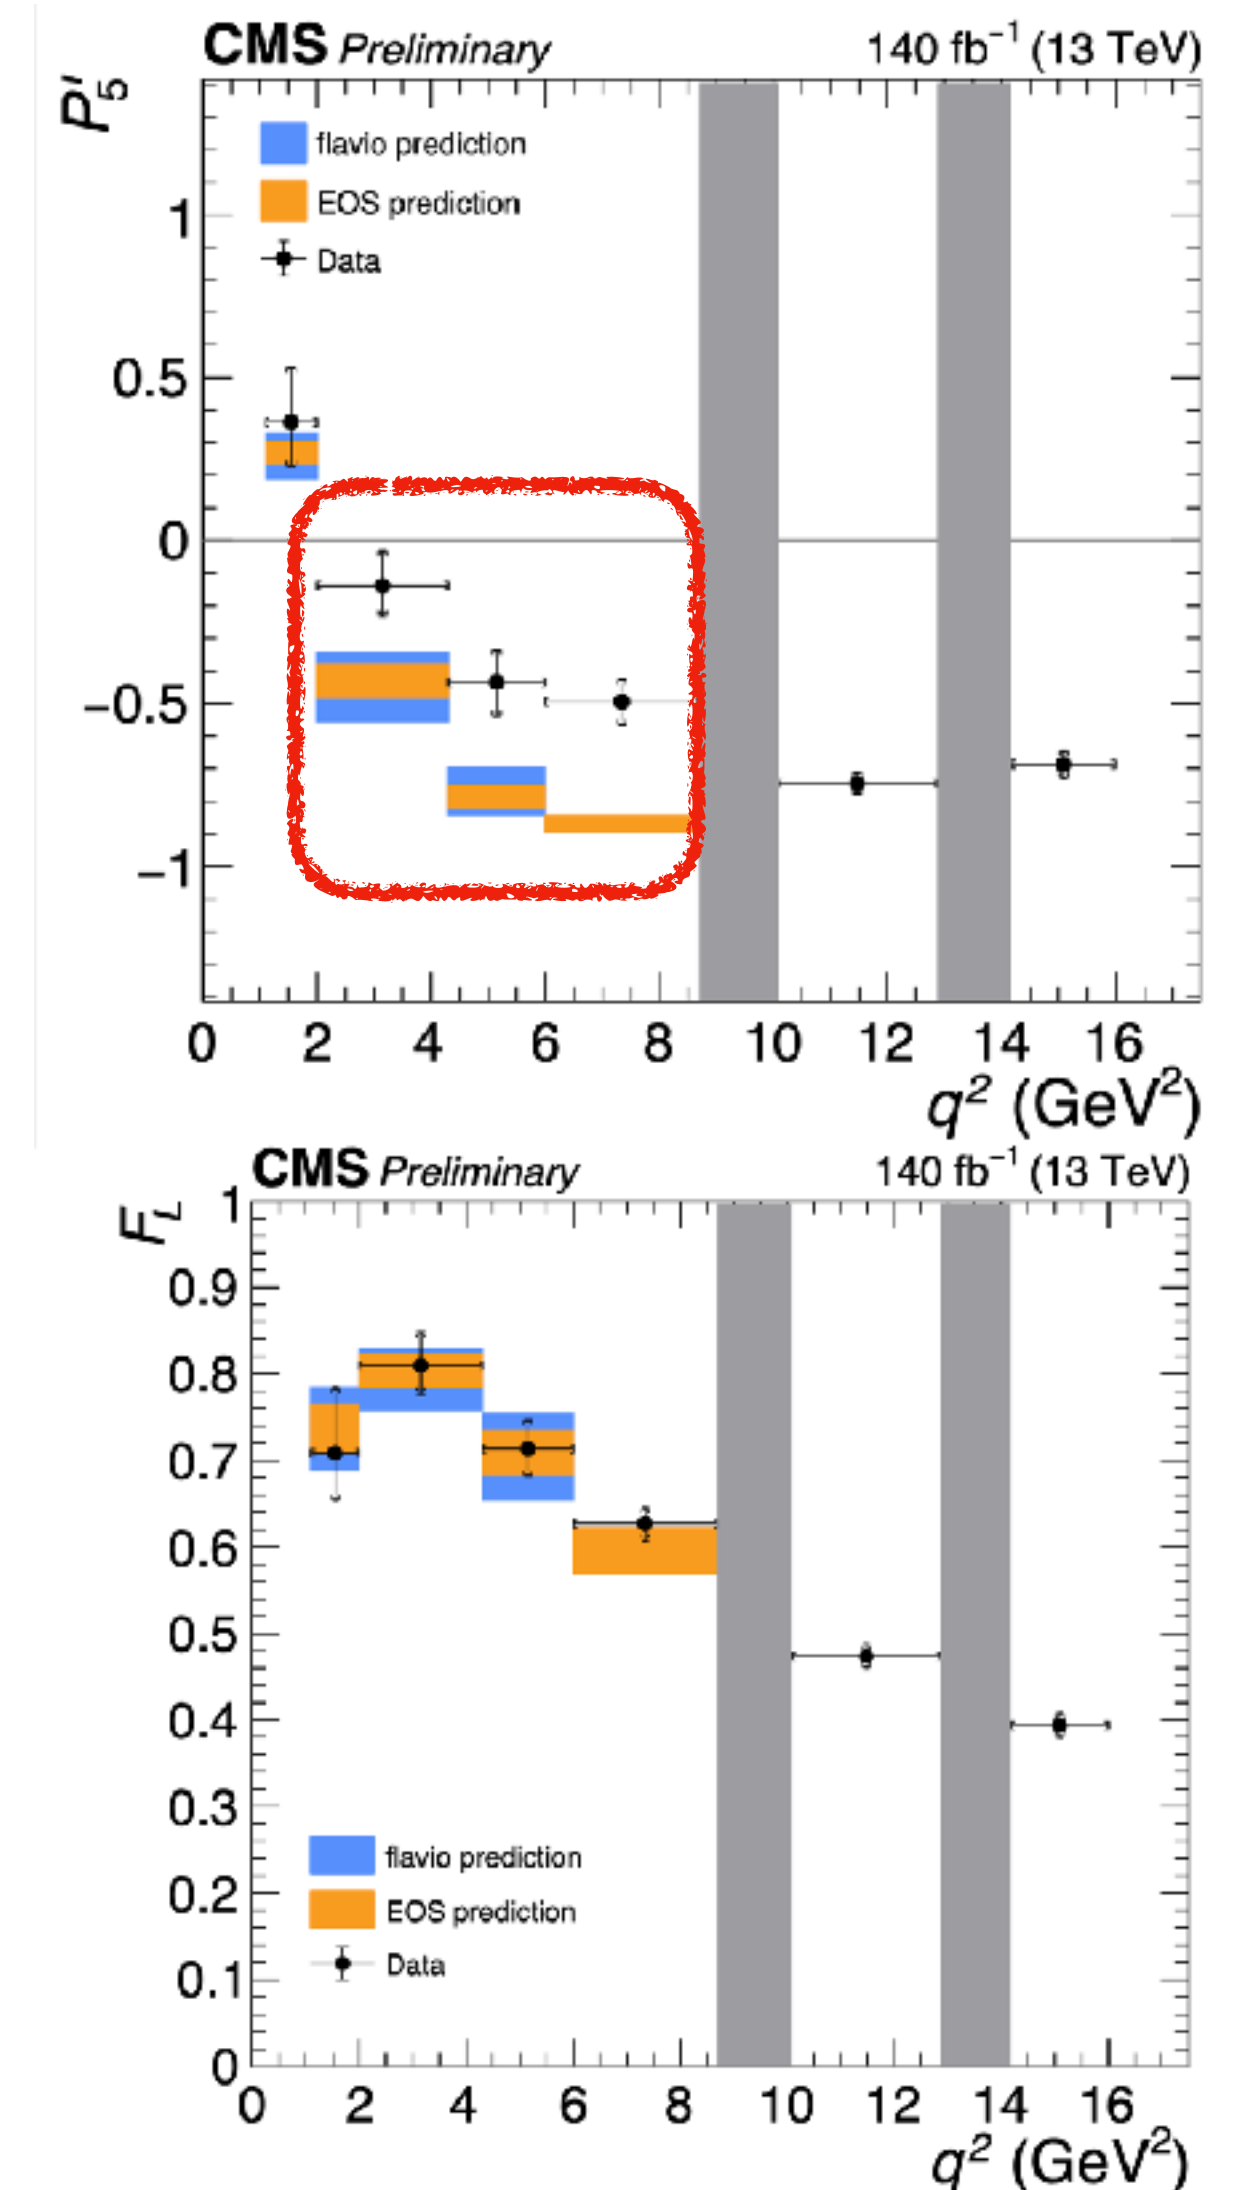 CMS Preliminary 140 fb⁻¹ (13 TeV)
P₅′
flavio prediction
EOS prediction
Data
1
0.5
0
−0.5
−1
0 2 4 6 8 10 12 14 16
q² (GeV²)
CMS Preliminary 140 fb⁻¹ (13 TeV)
F_L
1
0.9
0.8
0.7
0.6
0.5
0.4
0.3
flavio prediction
0.2
EOS prediction
Data
0.1
0
0 2 4 6 8 10 12 14 16
q² (GeV²)